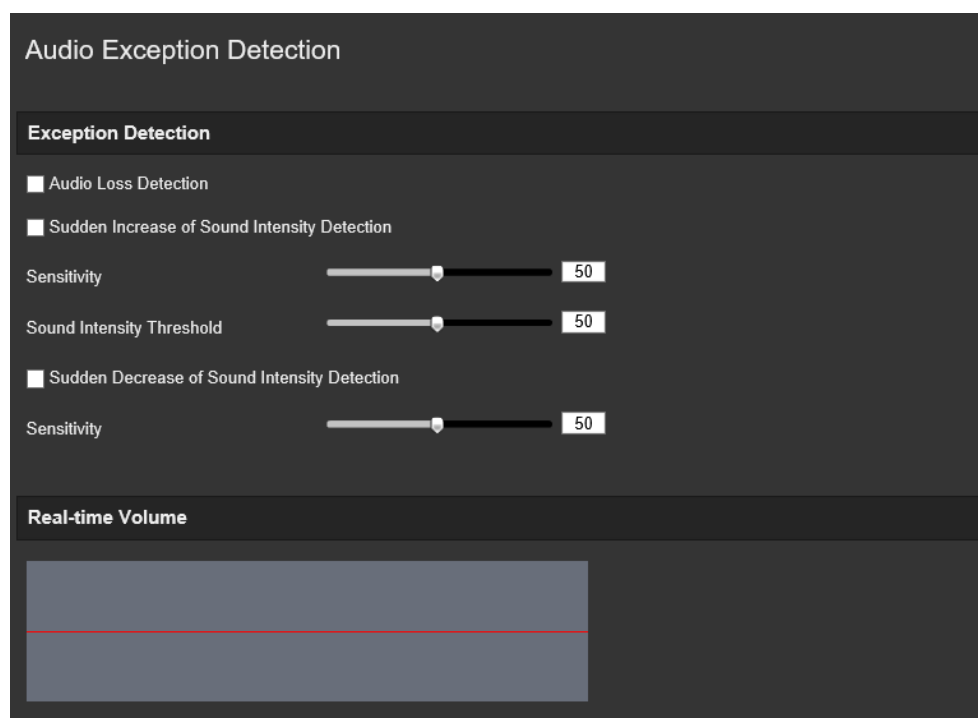 Audio Exception Detection
Exception Detection
Audio Loss Detection
Sudden Increase of Sound Intensity Detection
Sensitivity 50
Sound Intensity Threshold 50
Sudden Decrease of Sound Intensity Detection
Sensitivity 50
Real-time Volume